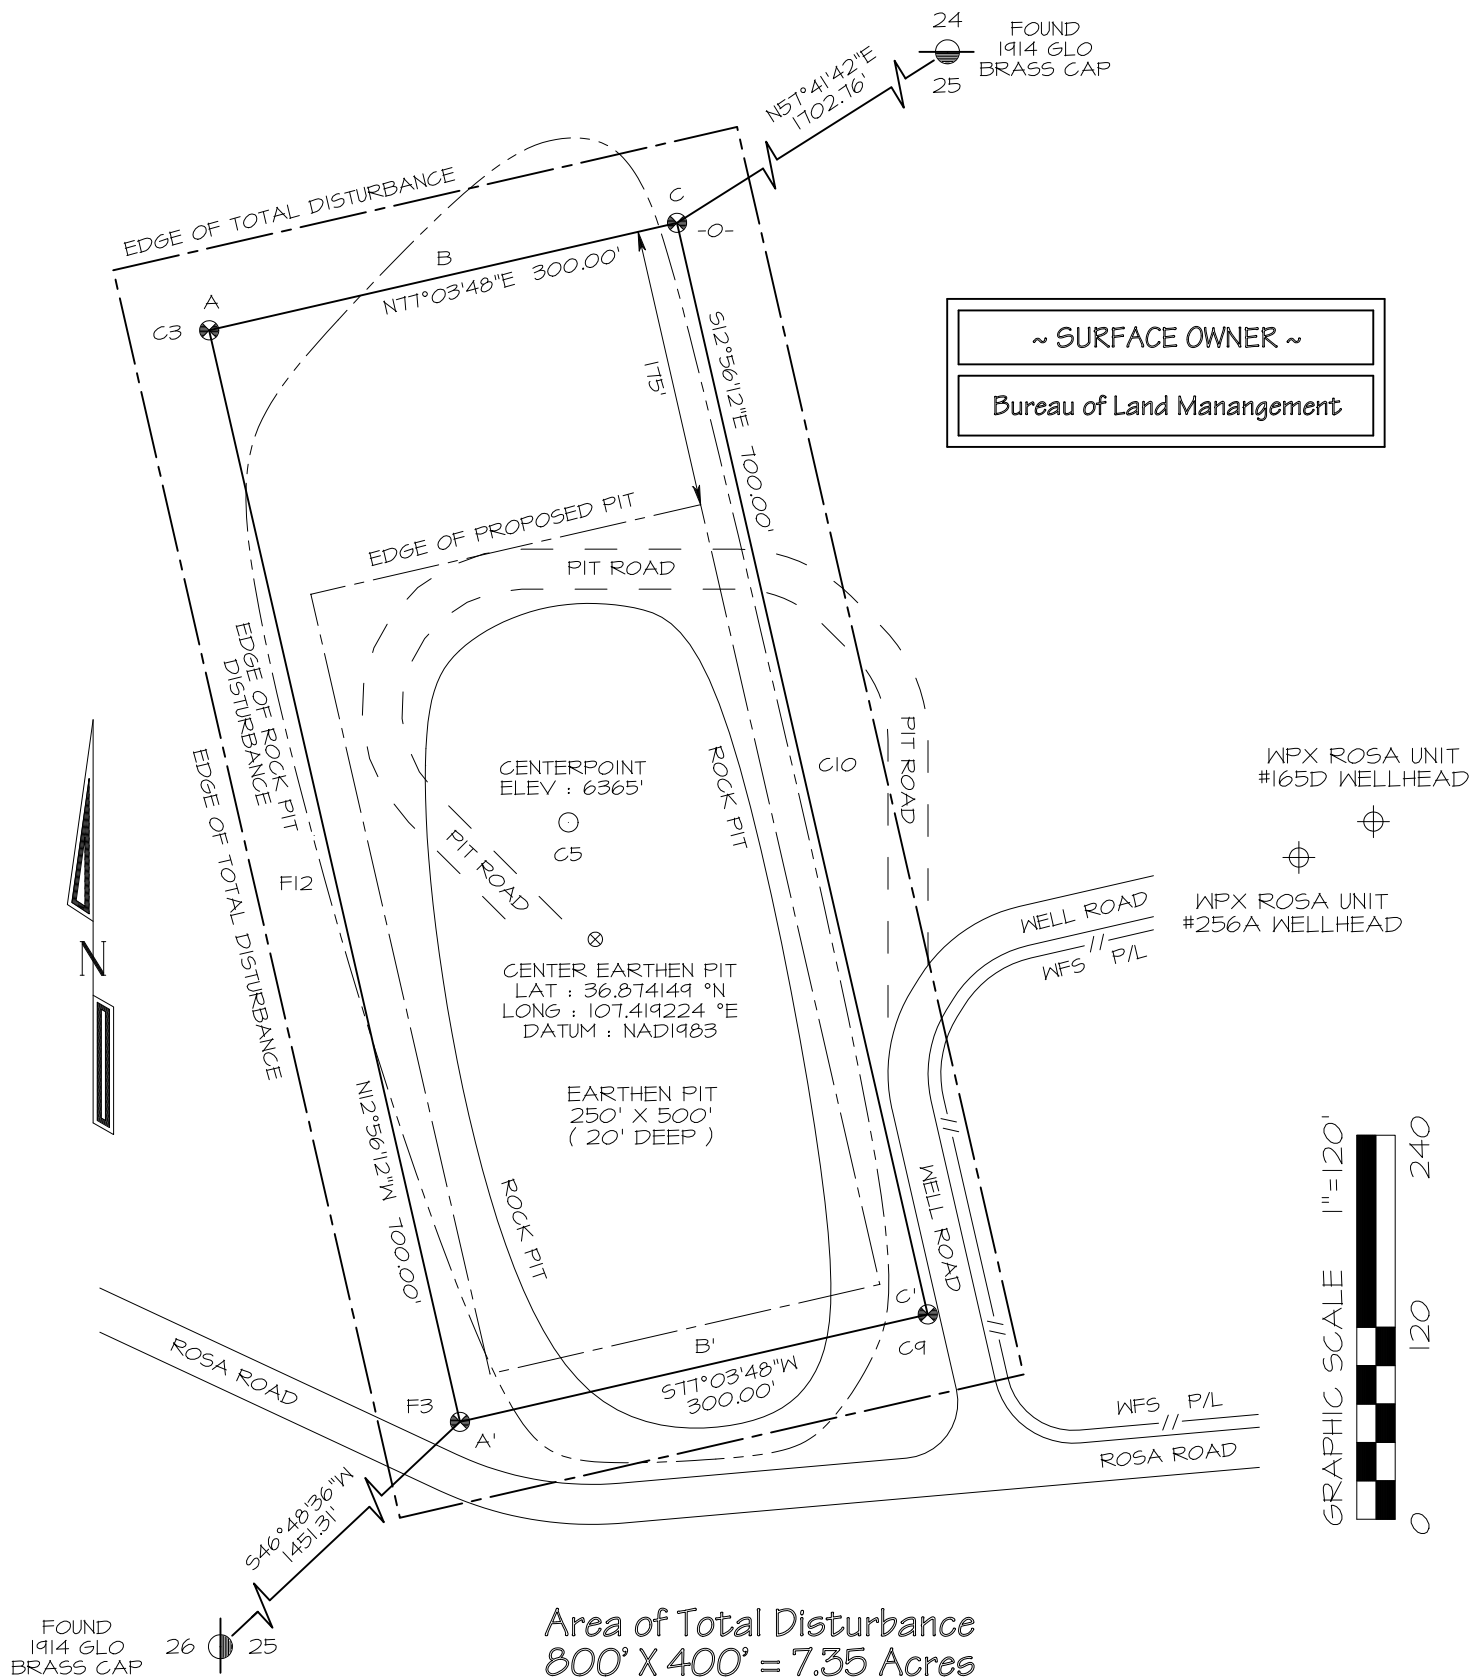 24
FOUND
1914 GLO
BRASS CAP
25
N57°41'42"E
1702.76'
EDGE OF TOTAL DISTURBANCE
C
-0-
B
N77°03'48"E 300.00'
A
C3
~ SURFACE OWNER ~
Bureau of Land Manangement
S12°56'12"E 700.00'
175'
EDGE OF PROPOSED PIT
PIT ROAD
EDGE OF ROCK PIT
DISTURBANCE
EDGE OF TOTAL DISTURBANCE
CENTERPOINT
ELEV : 6365'
C5
ROCK PIT
C10
PIT ROAD
WPX ROSA UNIT
#165D WELLHEAD
WPX ROSA UNIT
#256A WELLHEAD
F12
PIT ROAD
WELL ROAD
WFS // P/L
N
CENTER EARTHEN PIT
LAT : 36.874149 °N
LONG : 107.419224 °E
DATUM : NAD1983
EARTHEN PIT
250' X 500'
( 20' DEEP )
N12°56'12"W 700.00'
ROCK PIT
WELL ROAD
//
//
GRAPHIC SCALE 1"=120'
240
120
0
C'
C9
B'
S77°03'48"W
300.00'
F3
A'
ROSA ROAD
WFS // P/L
ROSA ROAD
S46°48'36"W
1451.31'
FOUND
1914 GLO
BRASS CAP
26
25
Area of Total Disturbance
800' X 400' = 7.35 Acres